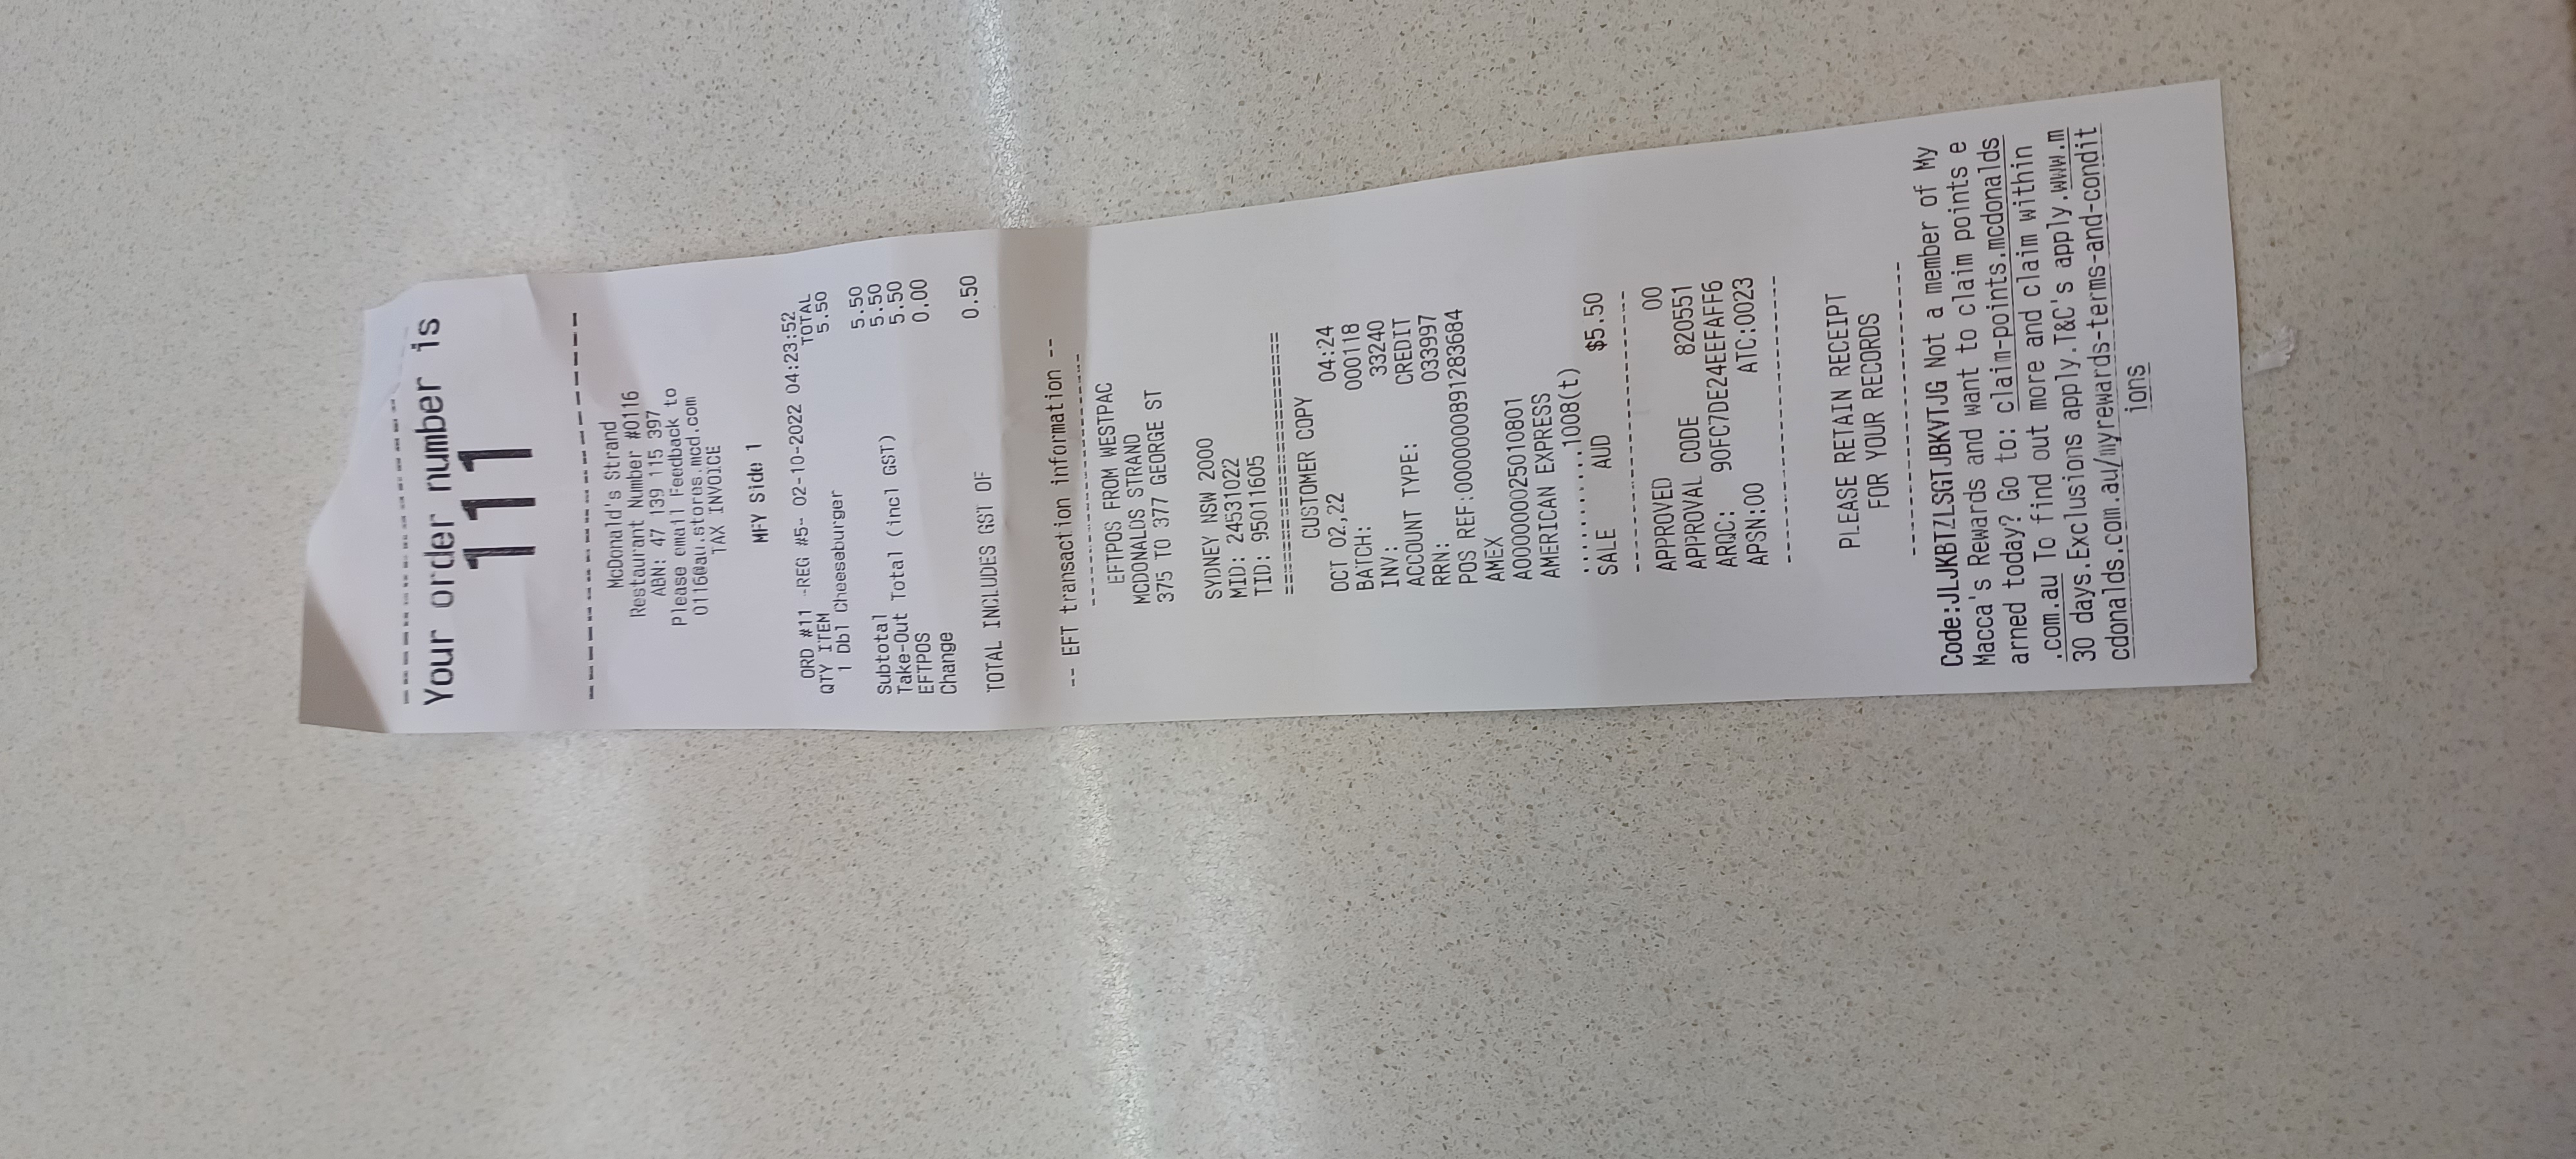 Your order number is
111
McDonald's Strand
Restaurant Number #0116
ABN: 47 139 115 397
Please email Feedback to
0116@au.stores.mcd.com
TAX INVOICE
MFY Side 1
ORD #11 -REG #5- 02-10-2022 04:23:52
QTY ITEM TOTAL
1 Dbl Cheeseburger 5.50
Subtotal 5.50
Take-Out Total (incl GST) 5.50
EFTPOS 5.50
Change 0.00
TOTAL INCLUDES GST OF 0.50
-- EFT transaction information --
EFTPOS FROM WESTPAC
MCDONALDS STRAND
375 TO 377 GEORGE ST
SYDNEY NSW 2000
MID: 24531022
TID: 95011605
=======================
CUSTOMER COPY
OCT 02,22 04:24
BATCH: 000118
INV: 33240
ACCOUNT TYPE: CREDIT
RRN: 033997
POS REF:0000000891283684
AMEX
A000000025010801
AMERICAN EXPRESS
............1008(t)
SALE AUD $5.50
APPROVED 00
APPROVAL CODE 820551
ARQC: 90FC7DE24EEFAFF6
APSN:00 ATC:0023
PLEASE RETAIN RECEIPT
FOR YOUR RECORDS
Code:JLJKBTZLSGTJBKVTJG Not a member of My
Macca's Rewards and want to claim points e
arned today? Go to: claim-points.mcdonalds
.com.au To find out more and claim within
30 days.Exclusions apply.T&C's apply.www.m
cdonalds.com.au/myrewards-terms-and-condit
ions